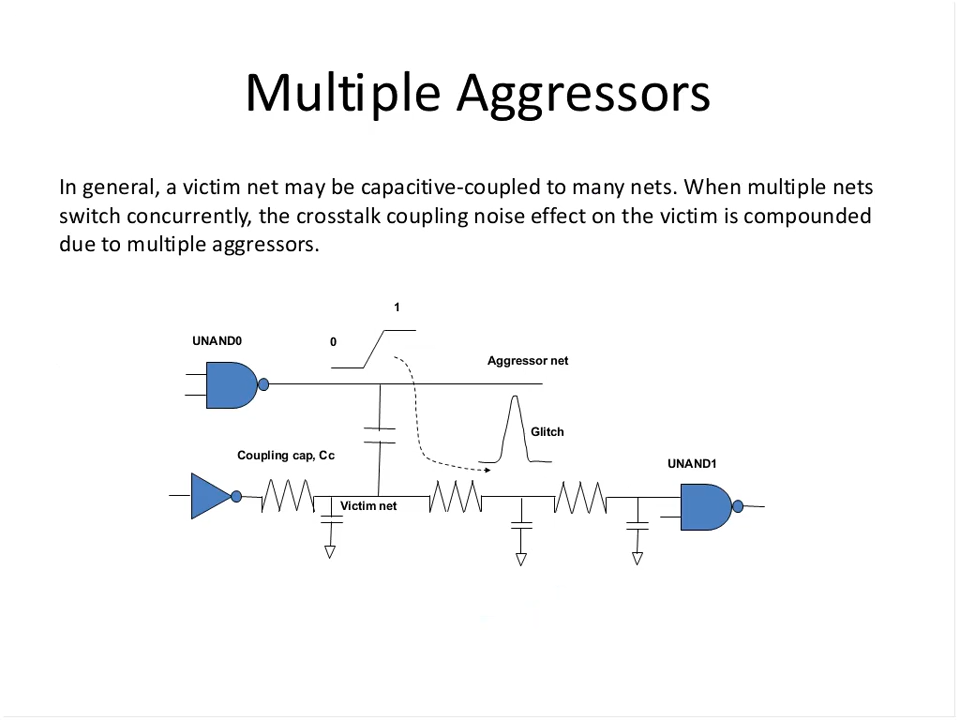 Multiple Aggressors
In general, a victim net may be capacitive-coupled to many nets. When multiple nets
switch concurrently, the crosstalk coupling noise effect on the victim is compounded
due to multiple aggressors.
1
UNAND0
0
Aggressor net
Glitch
Coupling cap, Cc
UNAND1
Victim net